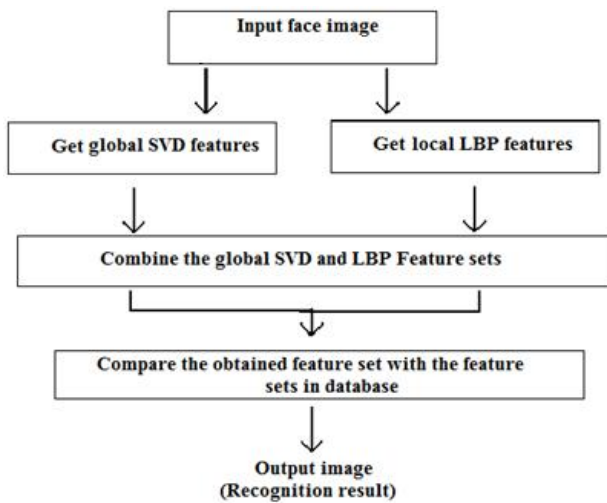 Input face image
Get global SVD features
Get local LBP features
Combine the global SVD and LBP Feature sets
Compare the obtained feature set with the feature
sets in database
Output image
(Recognition result)